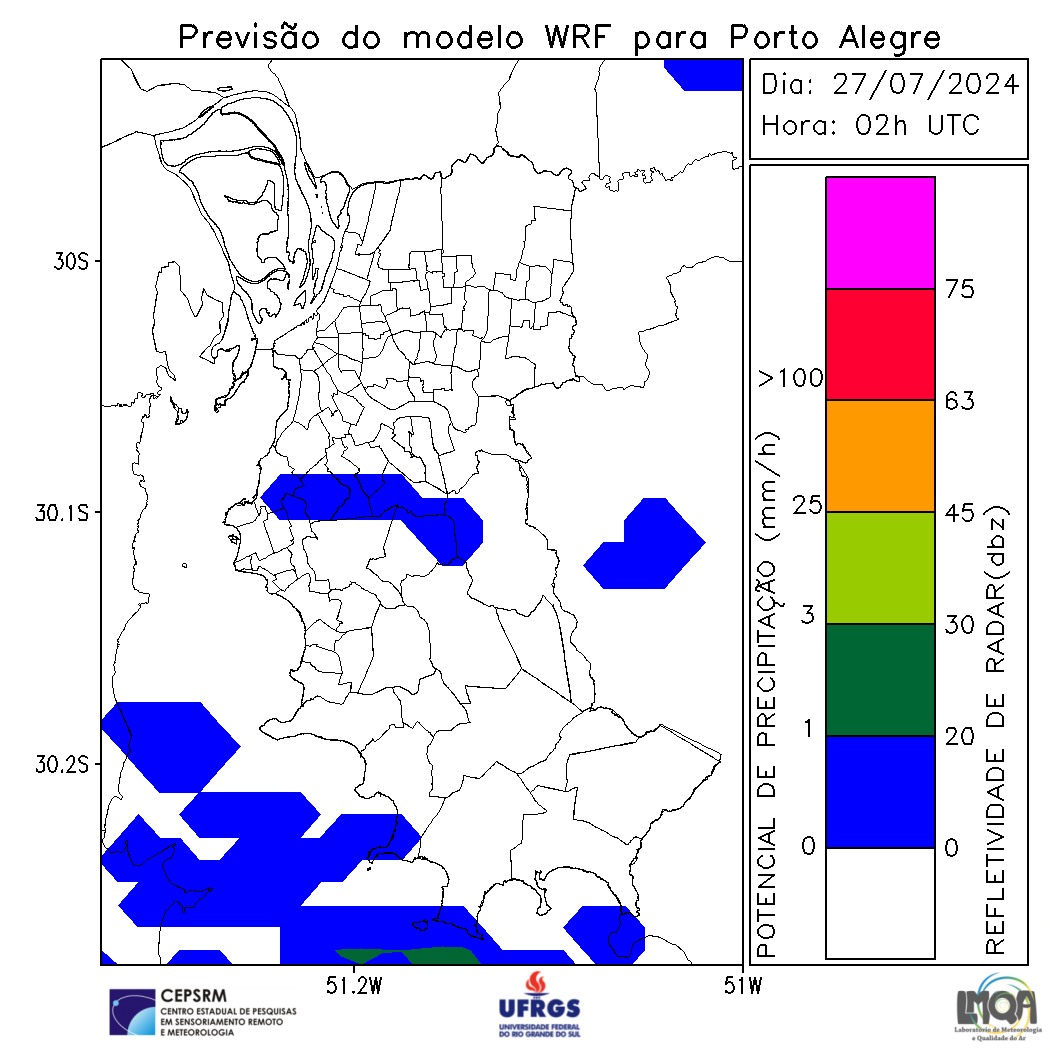 Previsão do modelo WRF para Porto Alegre
Dia: 27/07/2024
Hora: 02h UTC
30S
30.1S
30.2S
51.2W
51W
POTENCIAL DE PRECIPITAÇÃO (mm/h)
>100
25
3
1
0
75
63
45
30
20
0
REFLETIVIDADE DE RADAR(dbz)
CEPSRM
CENTRO ESTADUAL DE PESQUISAS
EM SENSORIAMENTO REMOTO
E METEOROLOGIA
UFRGS
UNIVERSIDADE FEDERAL
DO RIO GRANDE DO SUL
LMQA
Laboratório de Meteorologia
e Qualidade do Ar